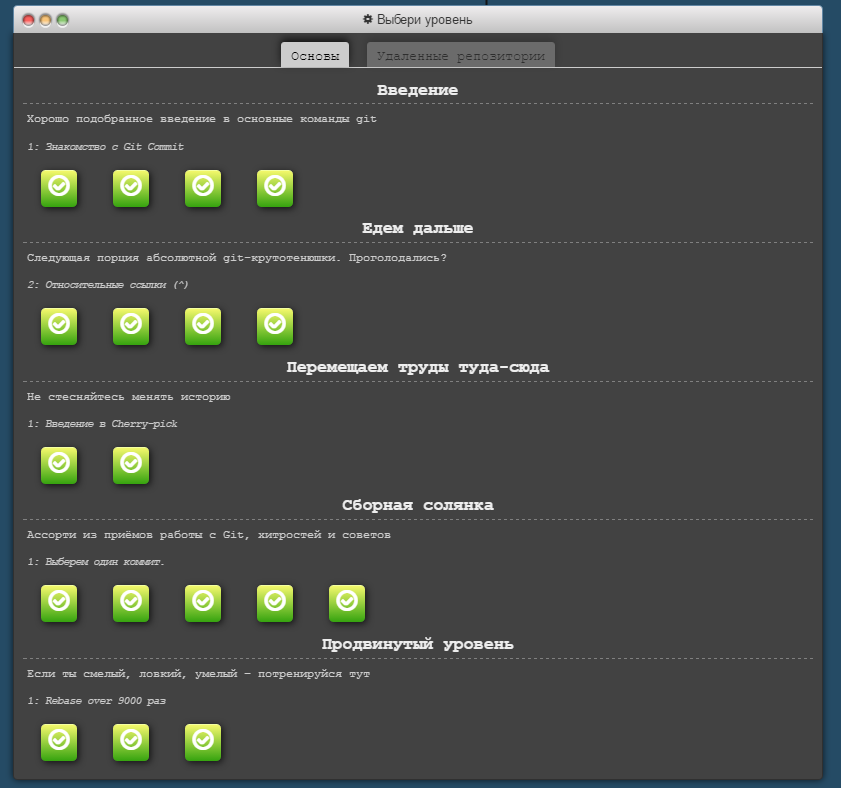 Выбери уровень
Основы
Удаленные репозитории
Введение
Хорошо подобранное введение в основные команды git
1: Знакомство с Git Commit
Едем дальше
Следующая порция абсолютной git-крутотенюшки. Проголодались?
2: Относительные ссылки (^)
Перемещаем труды туда-сюда
Не стесняйтесь менять историю
1: Введение в Cherry-pick
Сборная солянка
Ассорти из приёмов работы с Git, хитростей и советов
1: Выберем один коммит.
Продвинутый уровень
Если ты смелый, ловкий, умелый – потренируйся тут
1: Rebase over 9000 раз